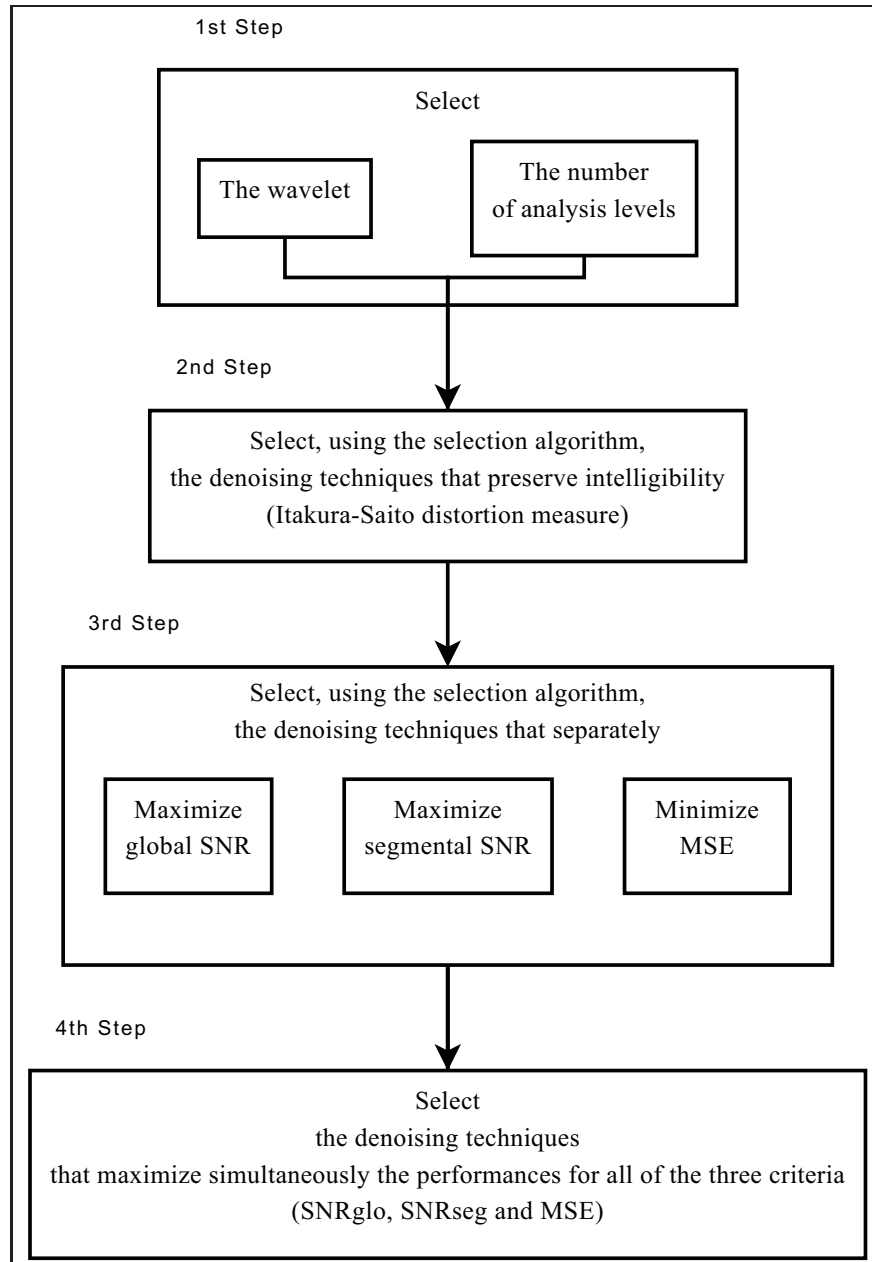 1st Step
Select
The wavelet
The number
of analysis levels
2nd Step
Select, using the selection algorithm,
the denoising techniques that preserve intelligibility
(Itakura-Saito distortion measure)
3rd Step
Select, using the selection algorithm,
the denoising techniques that separately
Maximize
global SNR
Maximize
segmental SNR
Minimize
MSE
4th Step
Select
the denoising techniques
that maximize simultaneously the performances for all of the three criteria
(SNRglo, SNRseg and MSE)